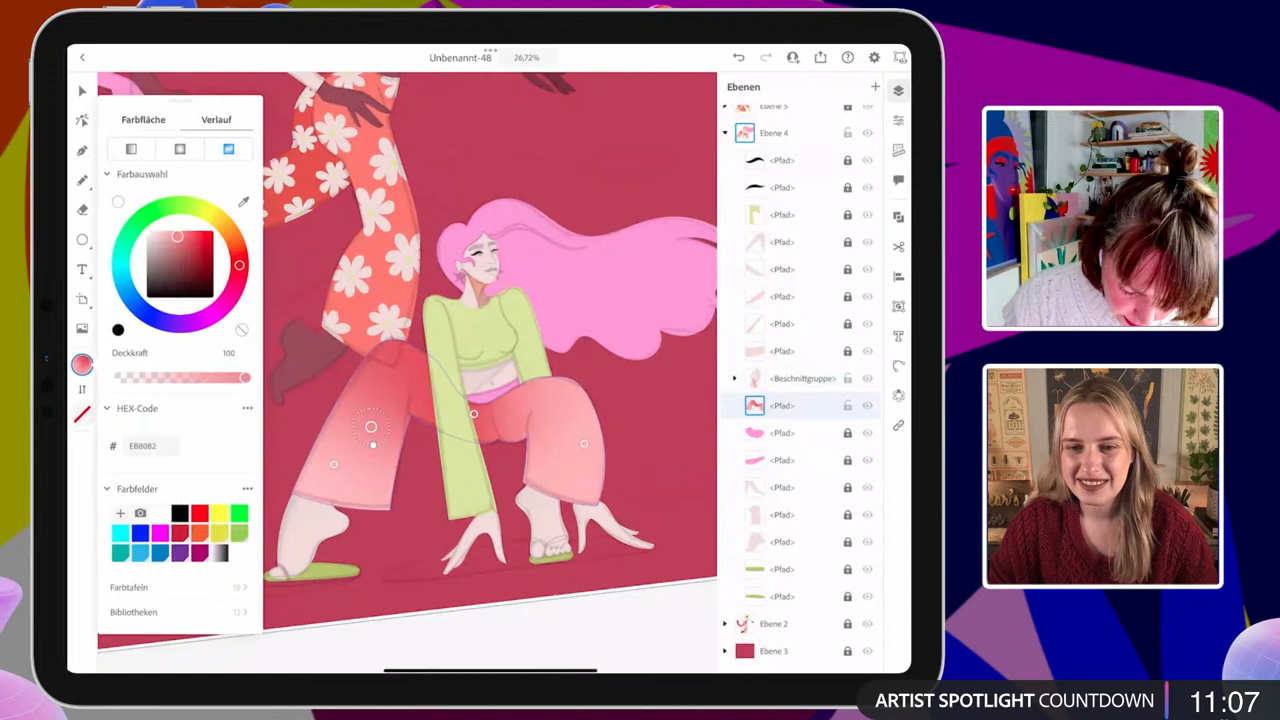 Unbenannt-48
26,72%
Farbfläche
Verlauf
Farbauswahl
Deckkraft
100
HEX-Code
# EB8082
Farbfelder
Farbtafeln
Bibliotheken
Ebenen
Ebene 5
Ebene 4
<Pfad>
<Pfad>
<Pfad>
<Pfad>
<Pfad>
<Pfad>
<Pfad>
<Pfad>
<Beschnittgruppe>
<Pfad>
<Pfad>
<Pfad>
<Pfad>
<Pfad>
<Pfad>
<Pfad>
<Pfad>
Ebene 2
Ebene 3
ARTIST SPOTLIGHT COUNTDOWN 11:07